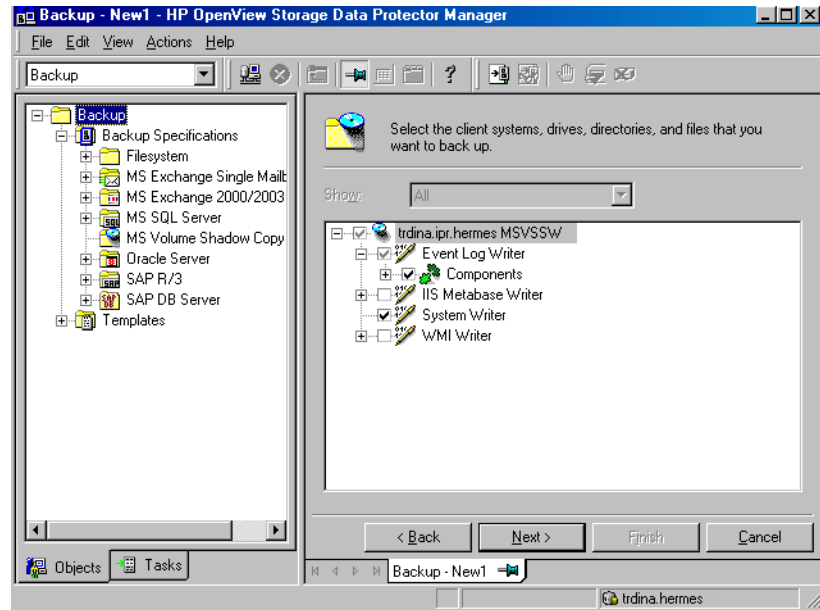 Backup - New1 - HP OpenView Storage Data Protector Manager
File Edit View Actions Help
Backup
Backup
Backup Specifications
Filesystem
MS Exchange Single Mailb
MS Exchange 2000/2003
MS SQL Server
MS Volume Shadow Copy
Oracle Server
SAP R/3
SAP DB Server
Templates
Objects
Tasks
Select the client systems, drives, directories, and files that you
want to back up.
Show:
All
trdina.ipr.hermes MSVSSW
Event Log Writer
Components
IIS Metabase Writer
System Writer
WMI Writer
< Back
Next >
Finish
Cancel
Backup - New1
trdina.hermes